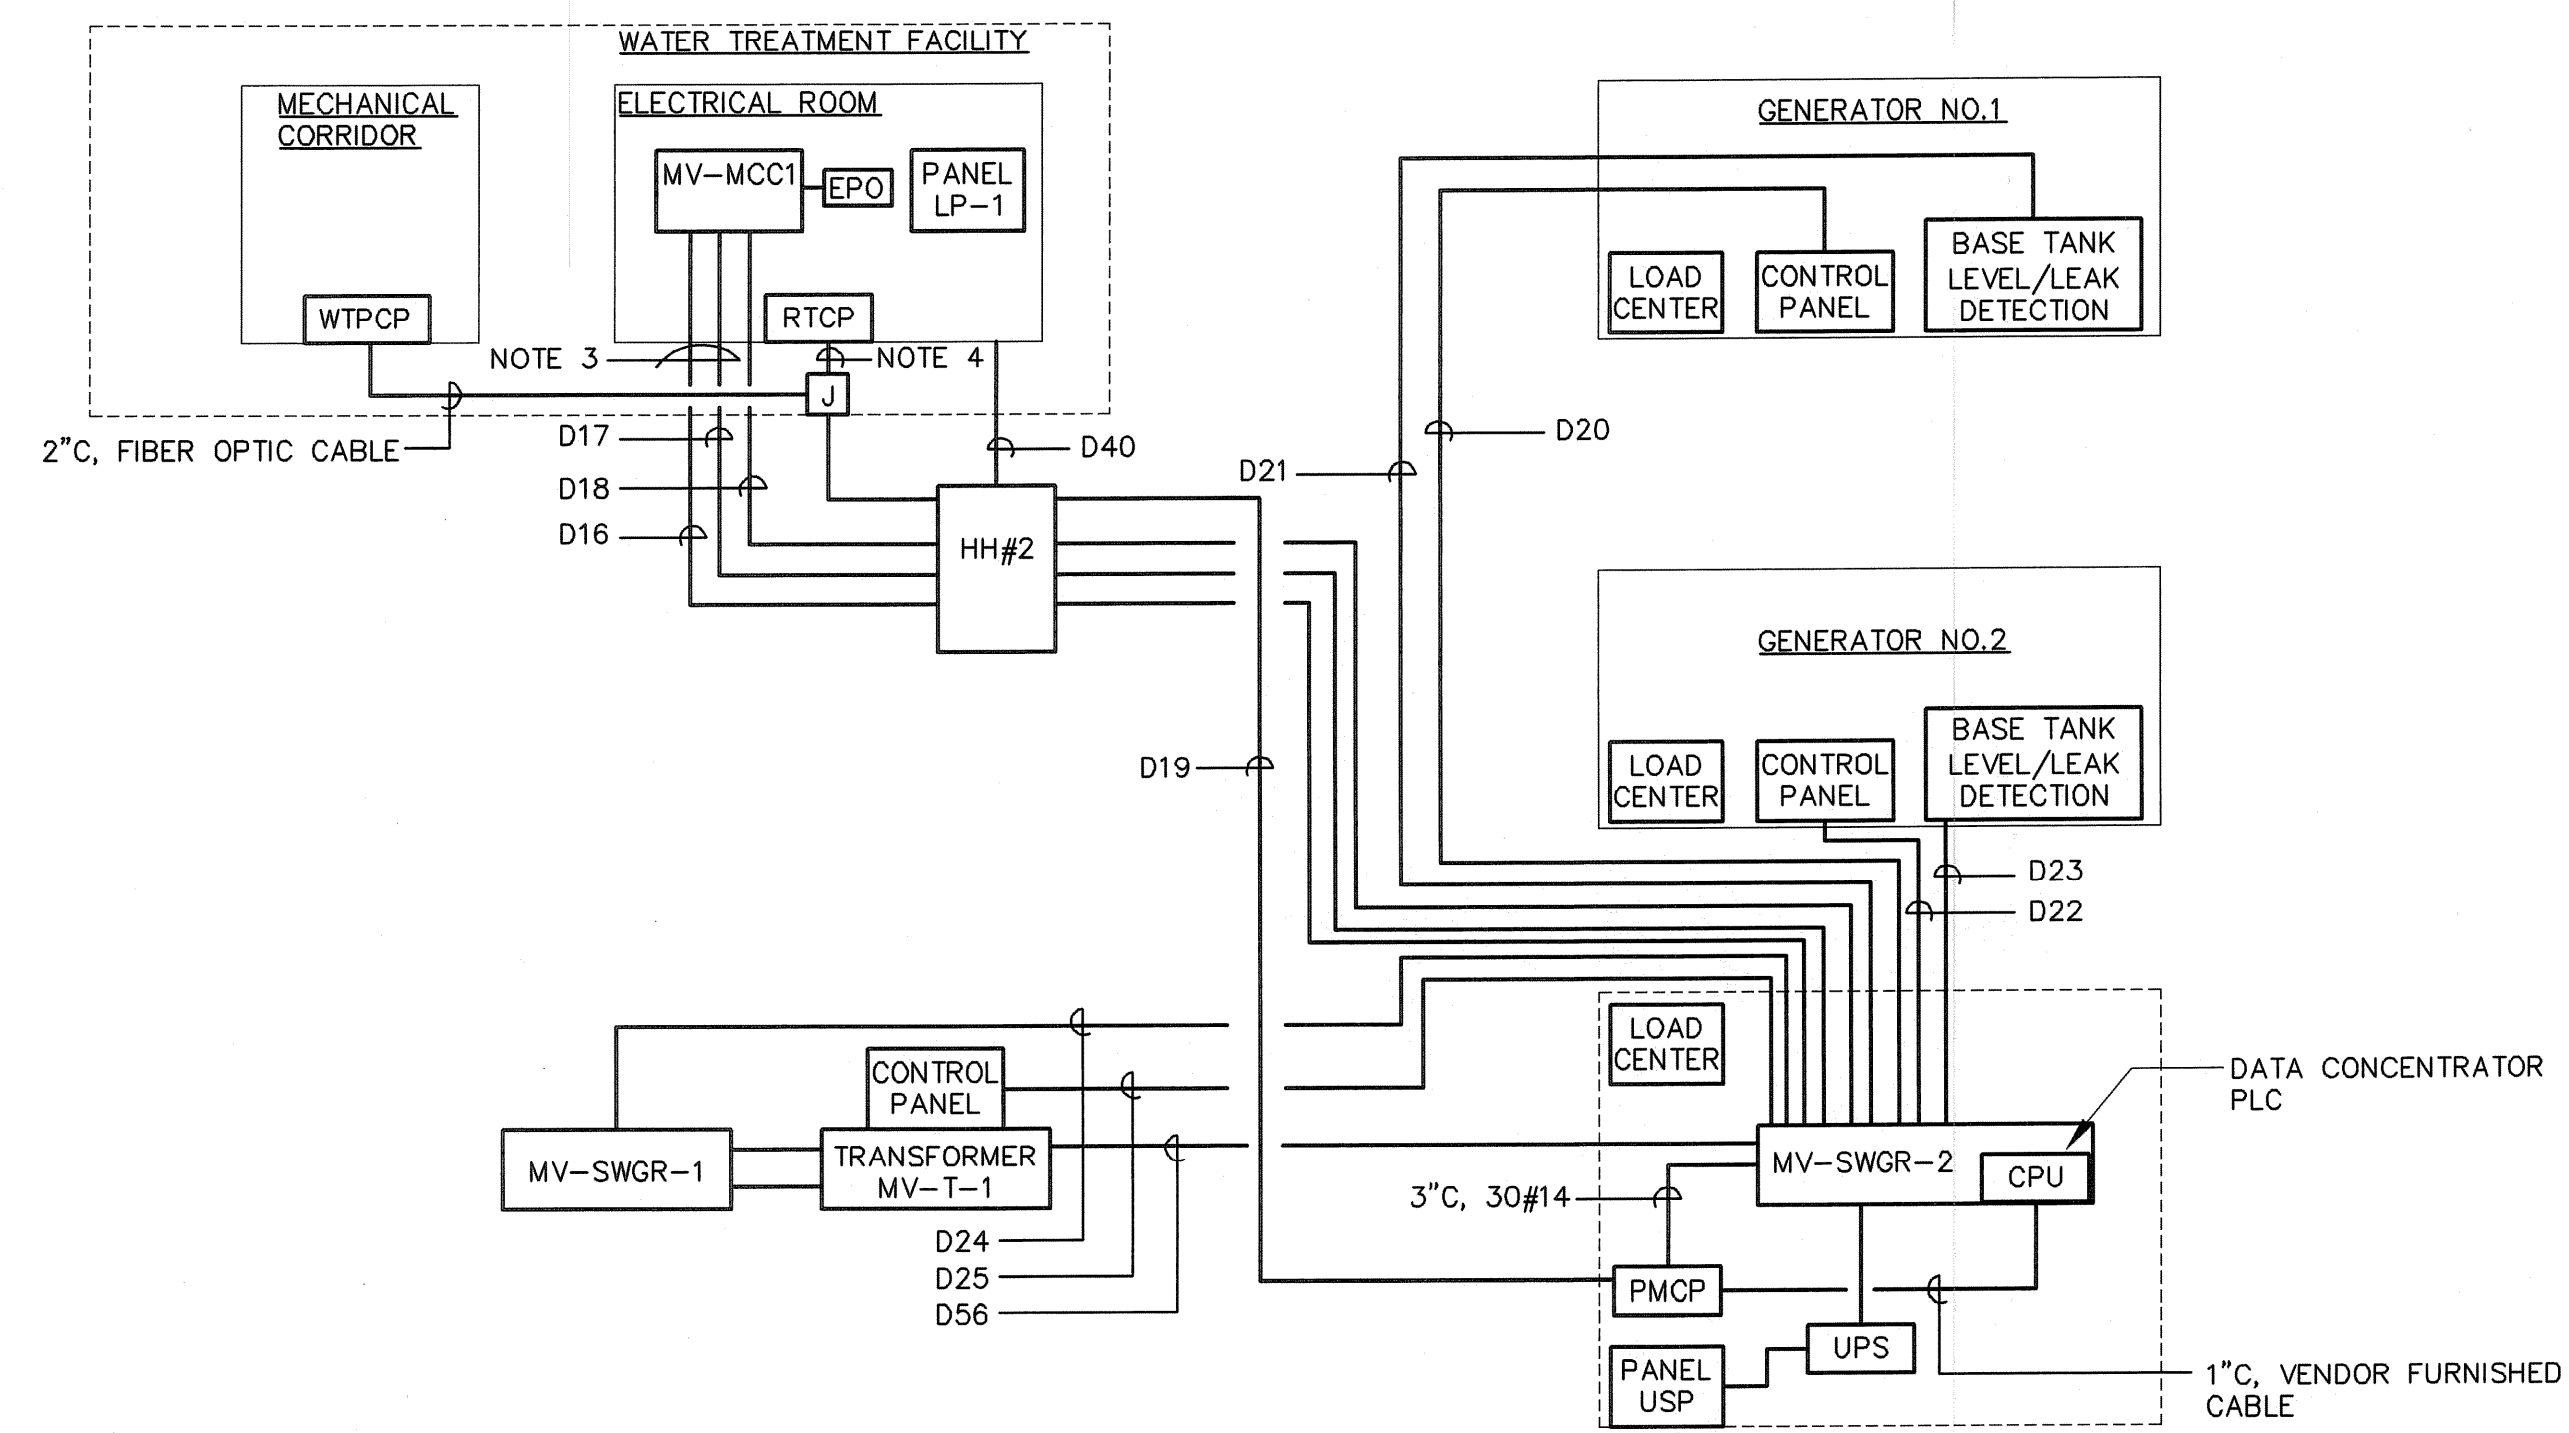 WATER TREATMENT FACILITY
MECHANICAL
CORRIDOR
ELECTRICAL ROOM
MV-MCC1
EPO
PANEL
LP-1
WTPCP
RTCP
NOTE 3
NOTE 4
J
2"C, FIBER OPTIC CABLE
D17
D18
D16
D40
HH#2
GENERATOR NO.1
LOAD
CENTER
CONTROL
PANEL
BASE TANK
LEVEL/LEAK
DETECTION
D20
D21
GENERATOR NO.2
LOAD
CENTER
CONTROL
PANEL
BASE TANK
LEVEL/LEAK
DETECTION
D19
D23
D22
CONTROL
PANEL
MV-SWGR-1
TRANSFORMER
MV-T-1
D24
D25
D56
LOAD
CENTER
DATA CONCENTRATOR
PLC
MV-SWGR-2
CPU
3"C, 30#14
PMCP
UPS
PANEL
USP
1"C, VENDOR FURNISHED
CABLE